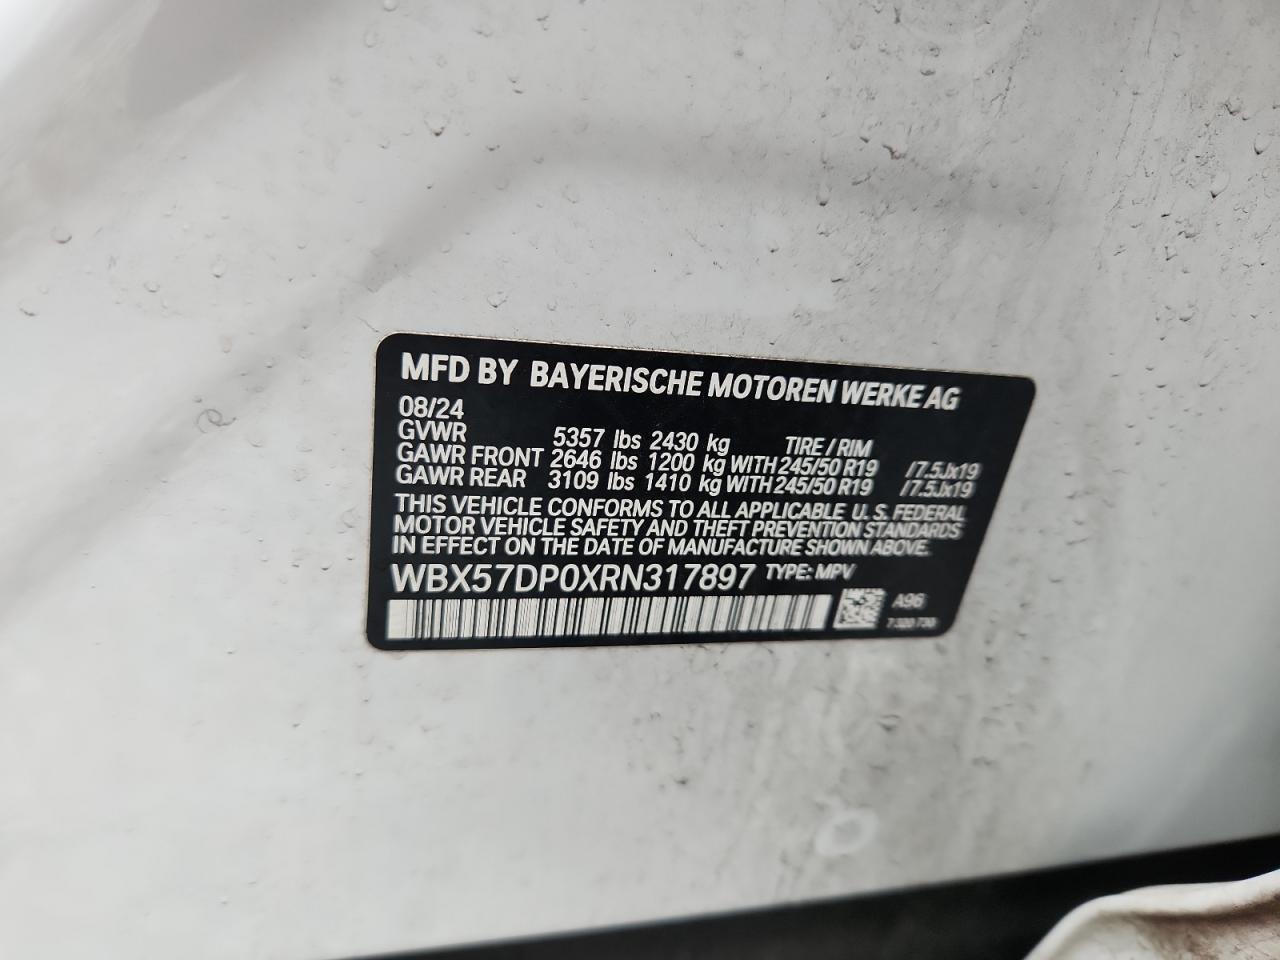 MFD BY BAYERISCHE MOTOREN WERKE AG
08/24
GVWR 5357 lbs 2430 kg TIRE / RIM
GAWR FRONT 2646 lbs 1200 kg WITH 245/50 R19 /7.5Jx19
GAWR REAR 3109 lbs 1410 kg WITH 245/50 R19 /7.5Jx19
THIS VEHICLE CONFORMS TO ALL APPLICABLE U. S. FEDERAL
MOTOR VEHICLE SAFETY AND THEFT PREVENTION STANDARDS
IN EFFECT ON THE DATE OF MANUFACTURE SHOWN ABOVE.
WBX57DP0XRN317897 TYPE: MPV
A96